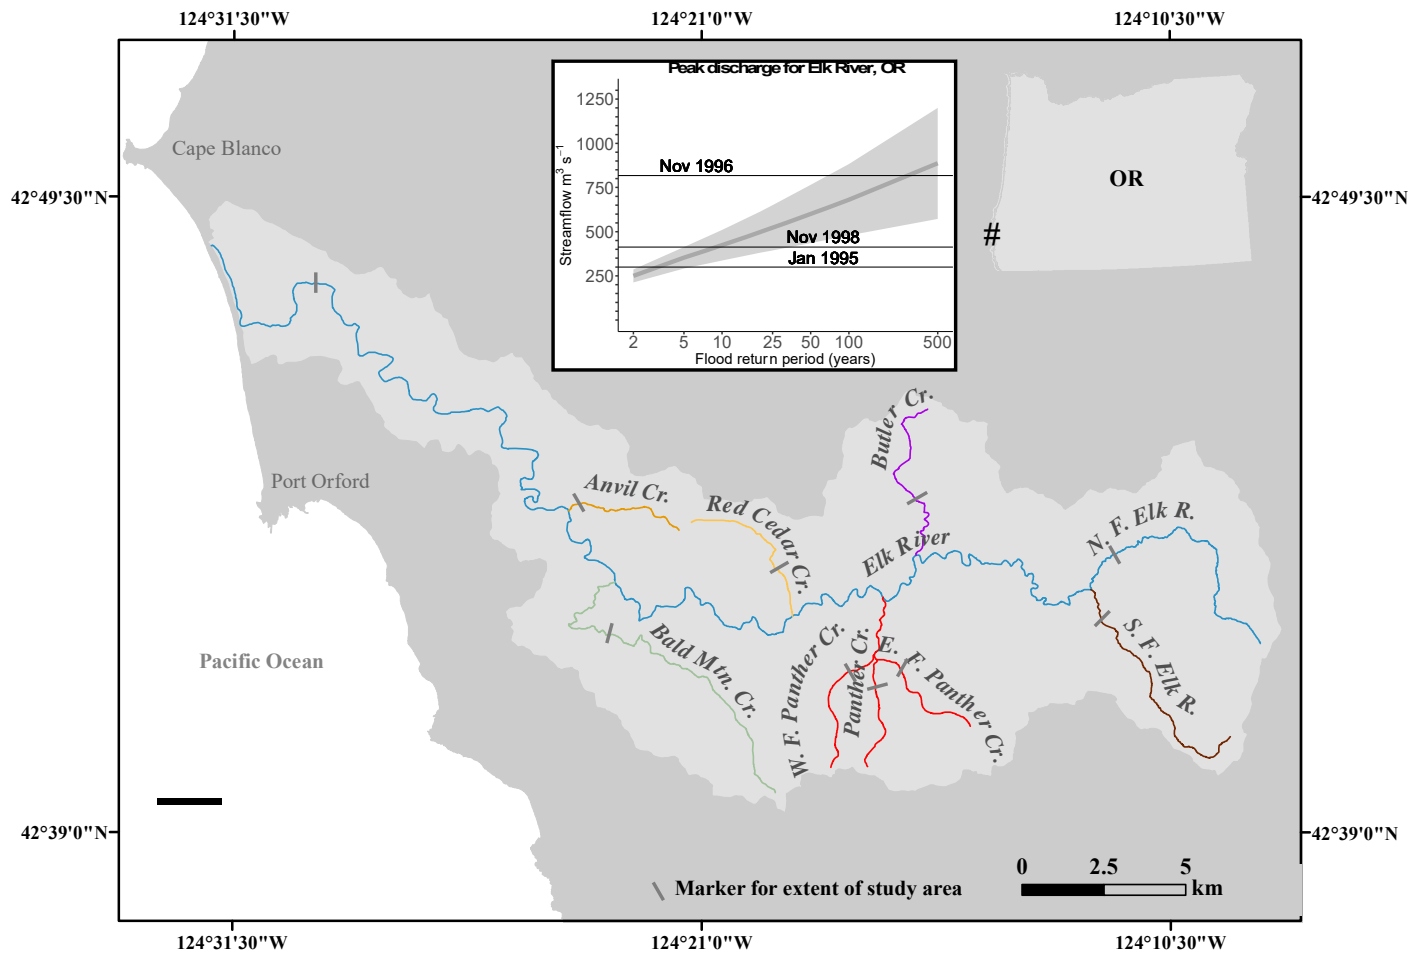 124°31'30"W
124°21'0"W
124°10'30"W
Peak discharge for Elk River, OR
1250
1000
750
500
250
Streamflow m³ s⁻¹
Nov 1996
Nov 1998
Jan 1995
2
5
10
25
50
100
500
Flood return period (years)
OR
#
Cape Blanco
42°49'30"N
42°49'30"N
Port Orford
Butler Cr.
Anvil Cr.
Red Cedar Cr.
Elk River
N. F. Elk R.
Bald Mtn. Cr.
W. F. Panther Cr.
Panther Cr.
E. F. Panther Cr.
S. F. Elk R.
Pacific Ocean
42°39'0"N
42°39'0"N
0
2.5
5
km
Marker for extent of study area
124°31'30"W
124°21'0"W
124°10'30"W